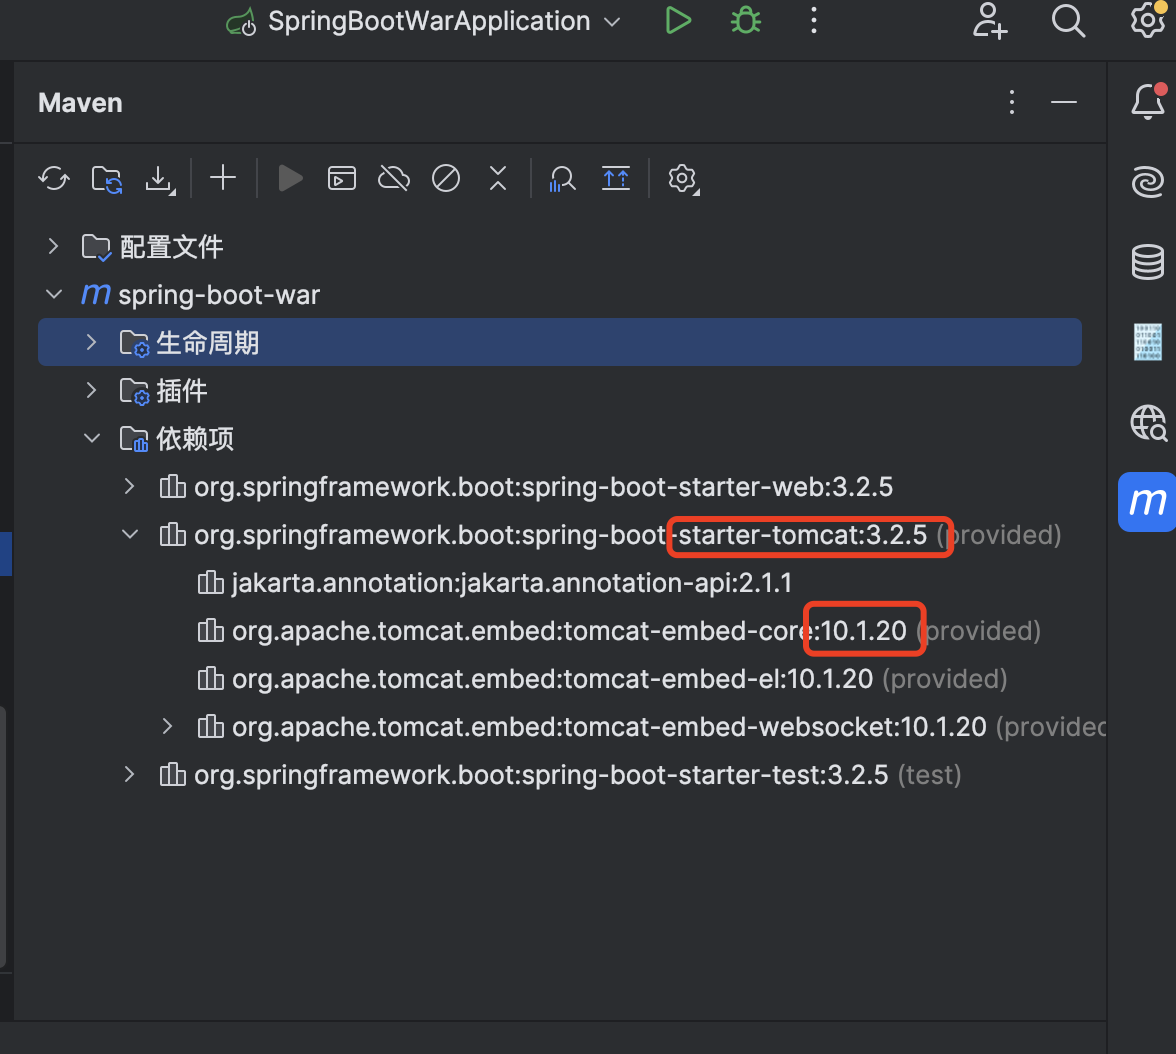 SpringBootWarApplication
Maven
配置文件
m spring-boot-war
生命周期
插件
依赖项
org.springframework.boot:spring-boot-starter-web:3.2.5
org.springframework.boot:spring-boot-starter-tomcat:3.2.5 (provided)
jakarta.annotation:jakarta.annotation-api:2.1.1
org.apache.tomcat.embed:tomcat-embed-core:10.1.20 (provided)
org.apache.tomcat.embed:tomcat-embed-el:10.1.20 (provided)
org.apache.tomcat.embed:tomcat-embed-websocket:10.1.20 (provided
org.springframework.boot:spring-boot-starter-test:3.2.5 (test)
m